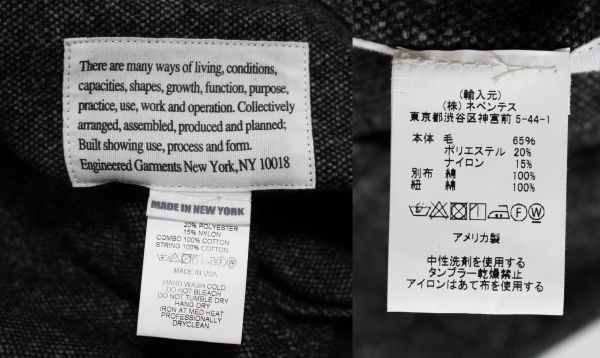 There are many ways of living, conditions,
capacities, shapes, growth, function, purpose,
practice, use, work and operation. Collectively
arranged, assembled, produced and planned;
Built showing use, process and form.
Engineered Garments New York, NY 10018
MADE IN NEW YORK
20% POLYESTER
15% NYLON
COMBO 100% COTTON
STRING 100% COTTON
MADE IN USA
HAND WASH COLD
DO NOT BLEACH
DO NOT TUMBLE DRY
HANG DRY
IRON AT MED HEAT
PROFESSIONALLY
DRYCLEAN
(輸入元)
(株) ネペンテス
東京都渋谷区神宮前 5-44-1
本体 毛 65%
ポリエステル 20%
ナイロン 15%
別布 綿 100%
紐 綿 100%
アメリカ製
中性洗剤を使用する
タンブラー乾燥禁止
アイロンはあて布を使用する